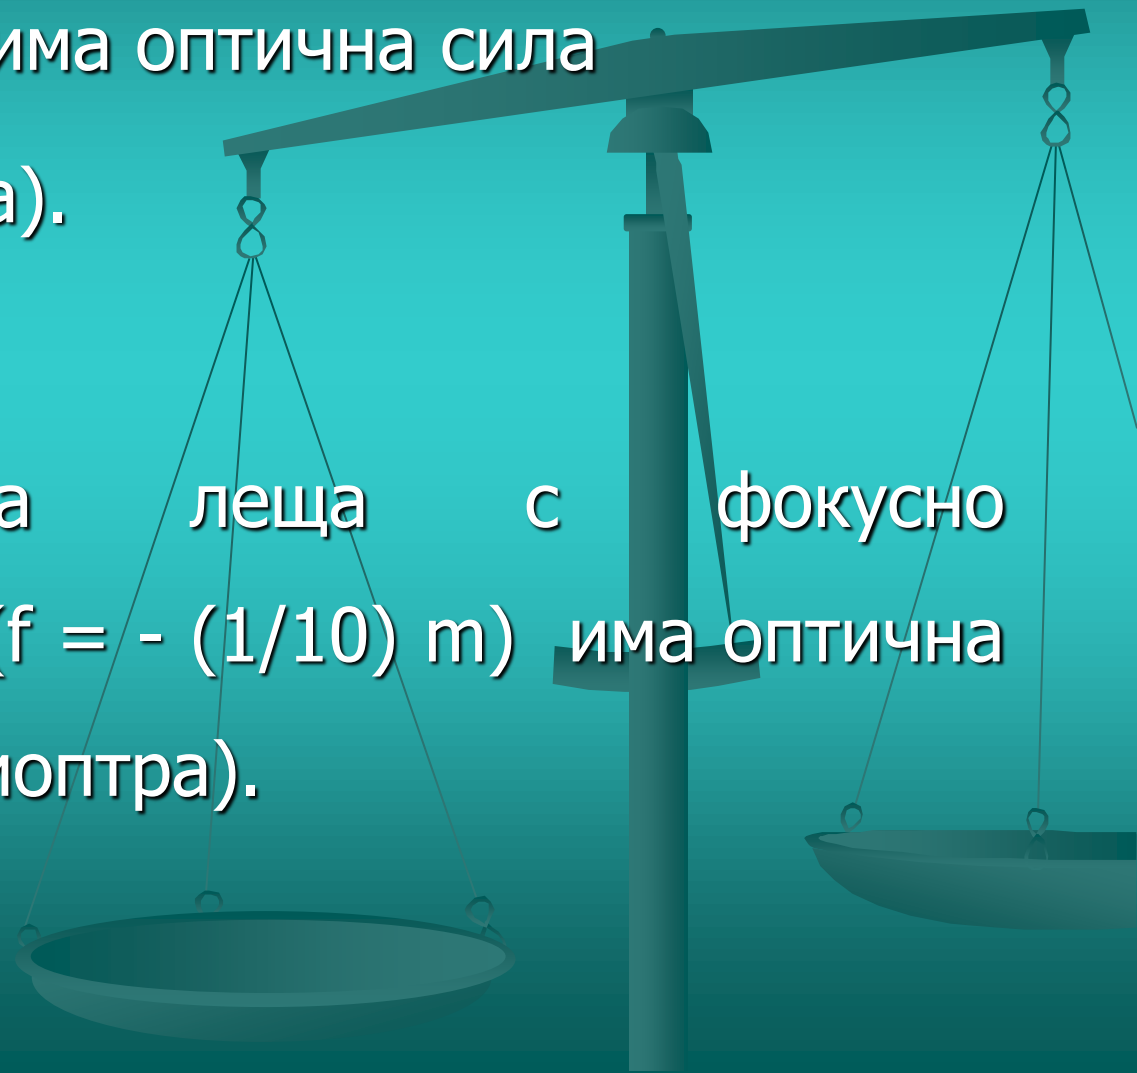 има оптична сила
а).
а леща с фокусно
(f = - (1/10) m) има оптична
иоптра).